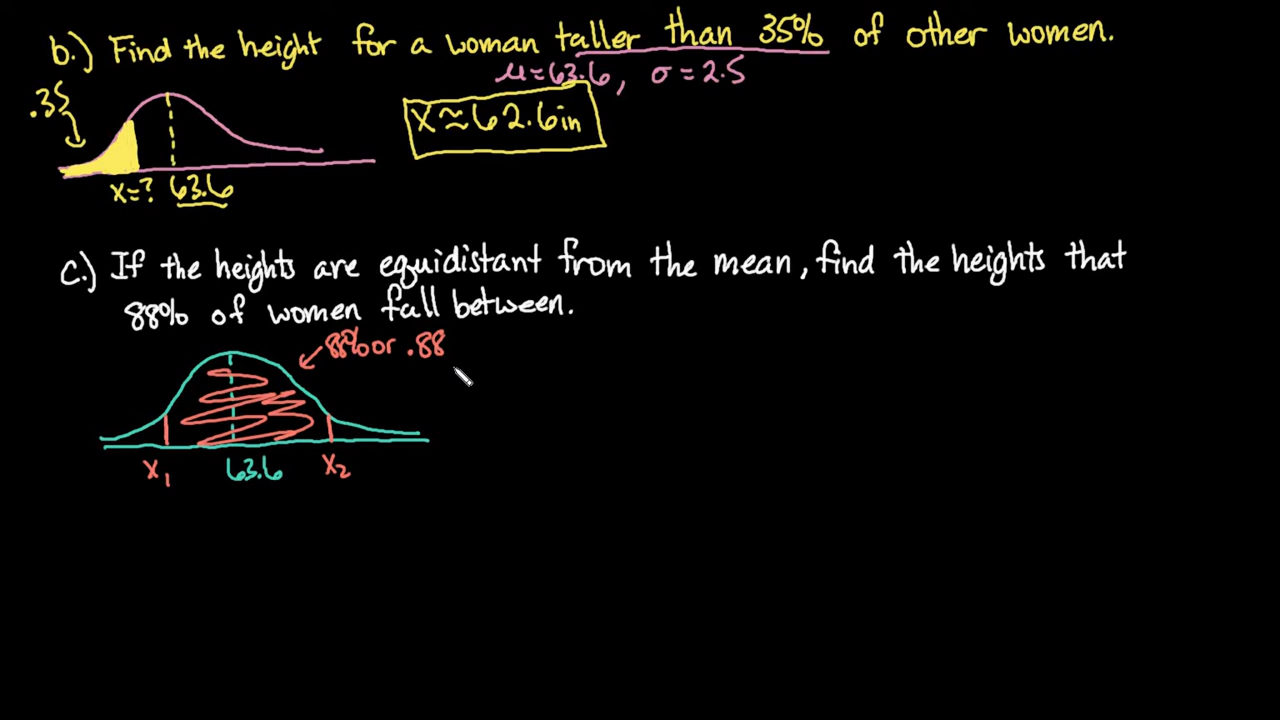 b.) Find the height for a woman taller than 35% of other women.
μ=63.6, σ=2.5
.35
X≈62.6in
x=? 63.6
c.) If the heights are equidistant from the mean, find the heights that
88% of women fall between.
88% or .88
x₁ 63.6 x₂